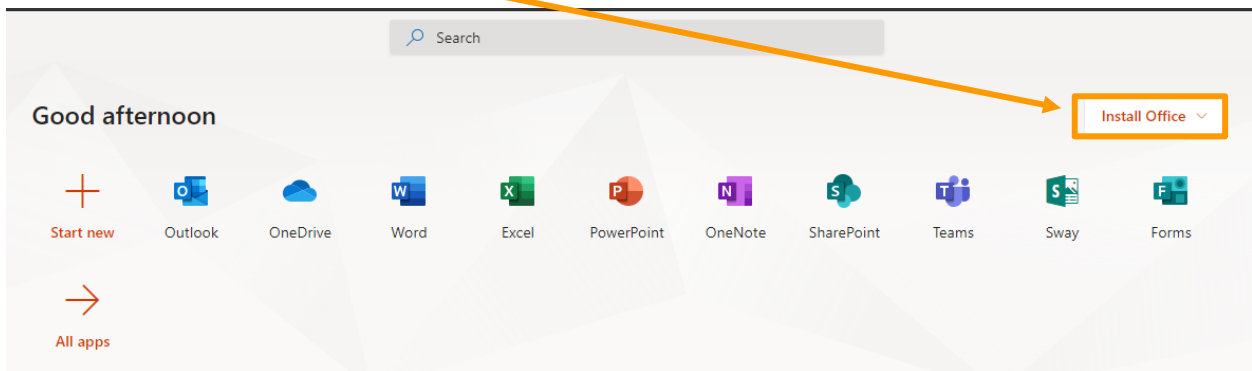 Search
Good afternoon
Install Office
Start new Outlook OneDrive Word Excel PowerPoint OneNote SharePoint Teams Sway Forms
All apps